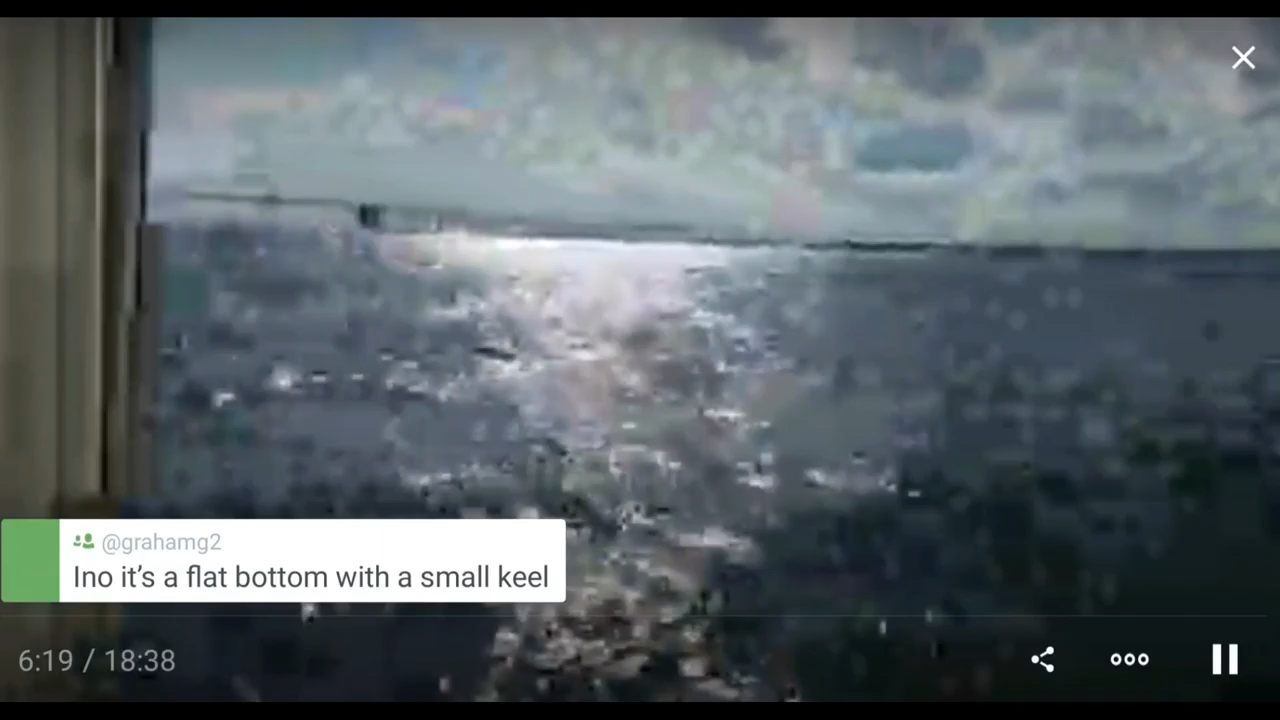 @grahamg2
Ino it’s a flat bottom with a small keel
6:19 / 18:38